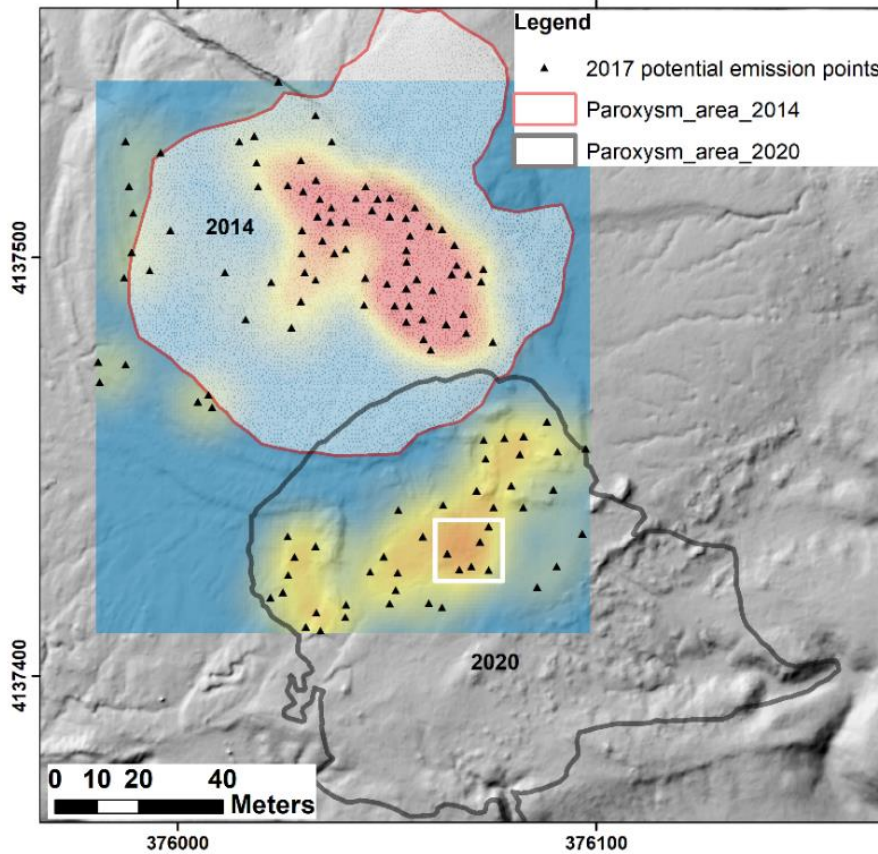 Legend
2017 potential emission points
Paroxysm_area_2014
Paroxysm_area_2020
2014
4137500
2020
4137400
0 10 20 40
Meters
376000 376100